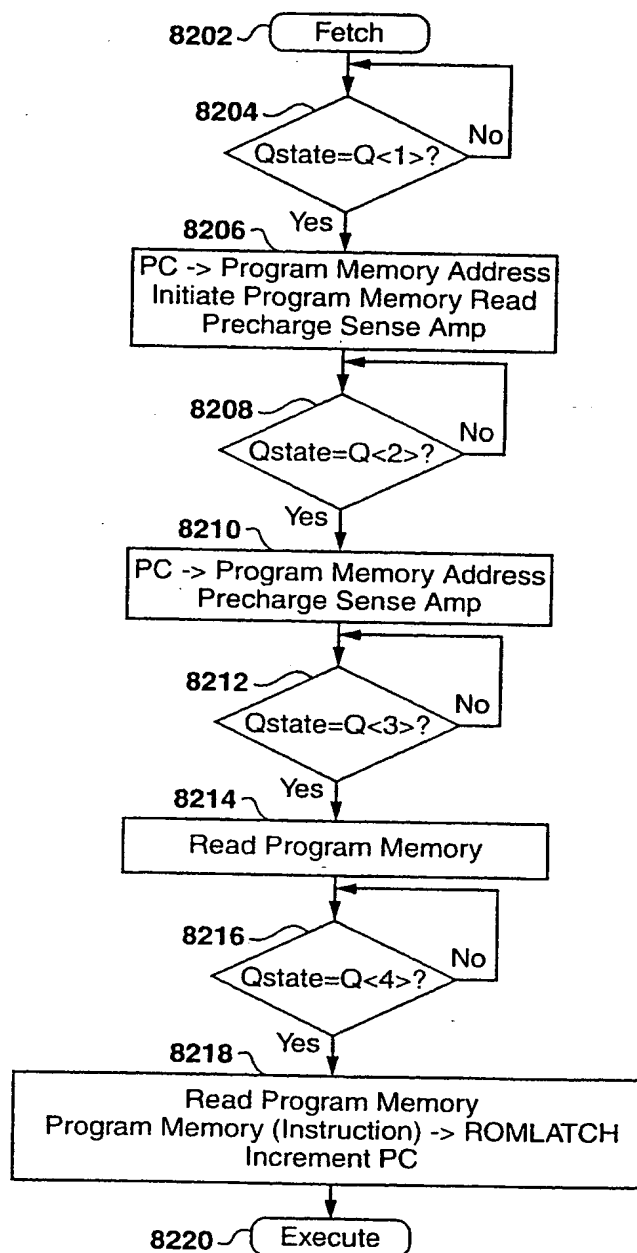 8202 Fetch
8204
Qstate=Q<1>?
No
Yes
8206
PC -> Program Memory Address
Initiate Program Memory Read
Precharge Sense Amp
8208
Qstate=Q<2>?
No
Yes
8210
PC -> Program Memory Address
Precharge Sense Amp
8212
Qstate=Q<3>?
No
Yes
8214
Read Program Memory
8216
Qstate=Q<4>?
No
Yes
8218
Read Program Memory
Program Memory (Instruction) -> ROMLATCH
Increment PC
8220 Execute